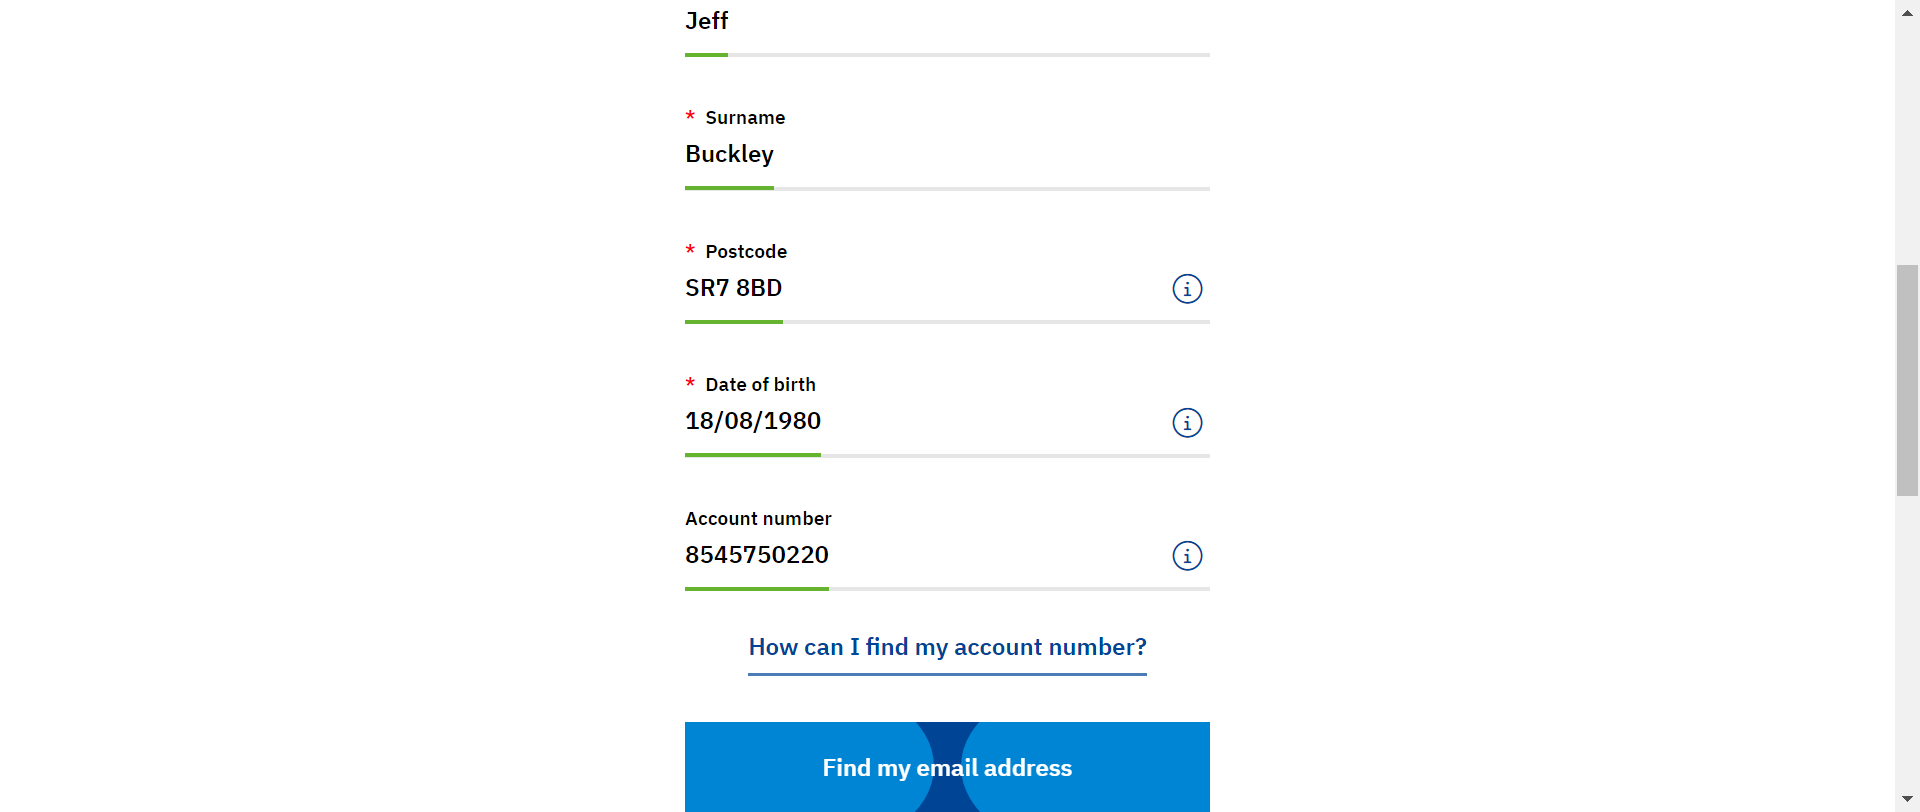 Jeff
* Surname
Buckley
* Postcode
SR7 8BD
i
* Date of birth
18/08/1980
i
Account number
8545750220
i
How can I find my account number?
Find my email address